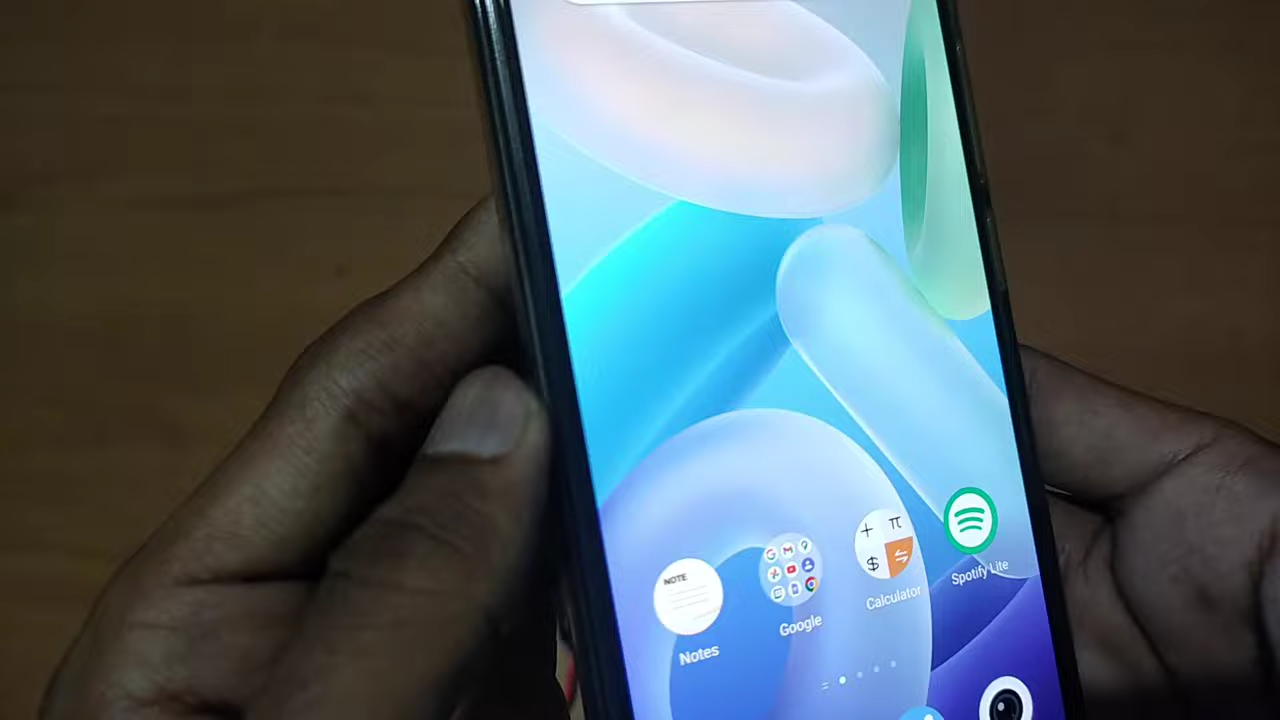 NOTE
+ π
$
Notes
Google
Calculator
Spotify Lite